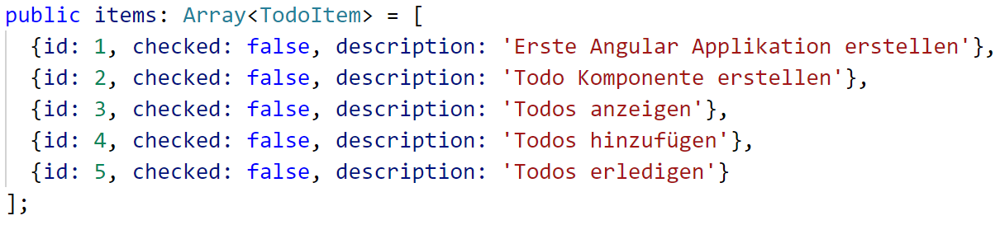 public items: Array<TodoItem> = [
{id: 1, checked: false, description: 'Erste Angular Applikation erstellen'},
{id: 2, checked: false, description: 'Todo Komponente erstellen'},
{id: 3, checked: false, description: 'Todos anzeigen'},
{id: 4, checked: false, description: 'Todos hinzufügen'},
{id: 5, checked: false, description: 'Todos erledigen'}
];